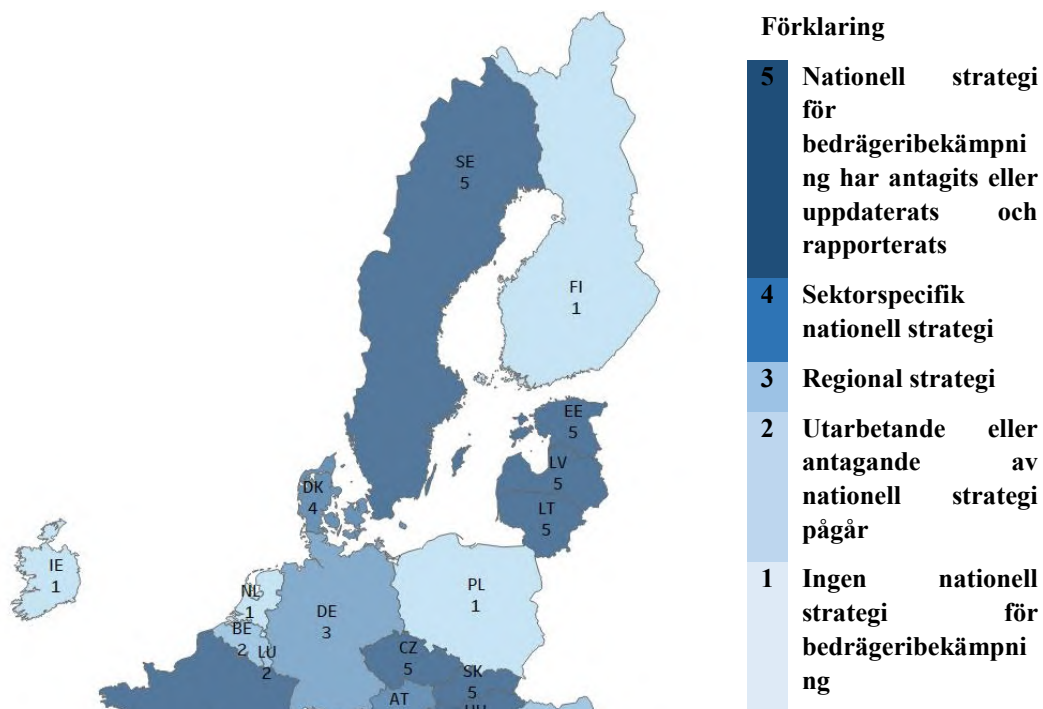 Förklaring
5 Nationell strategi
för
bedrägeribekämpni
ng har antagits eller
uppdaterats och
rapporterats
4 Sektorspecifik
nationell strategi
3 Regional strategi
2 Utarbetande eller
antagande av
nationell strategi
pågår
1 Ingen nationell
strategi för
bedrägeribekämpni
ng
SE
5
FI
1
EE
5
LV
5
LT
5
DK
4
IE
1
NL
1
BE
2
LU
2
DE
3
PL
1
CZ
5
SK
5
AT
HU